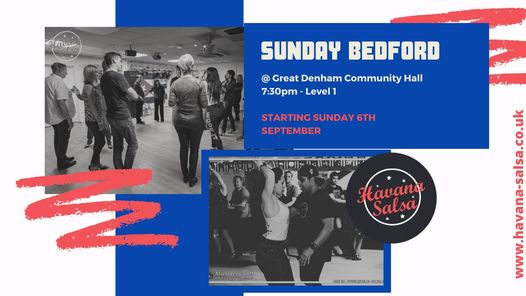 SUNDAY BEDFORD
@ Great Denham Community Hall
7:30pm - Level 1
STARTING SUNDAY 6TH
SEPTEMBER
Havana
Salsa
www.havana-salsa.co.uk